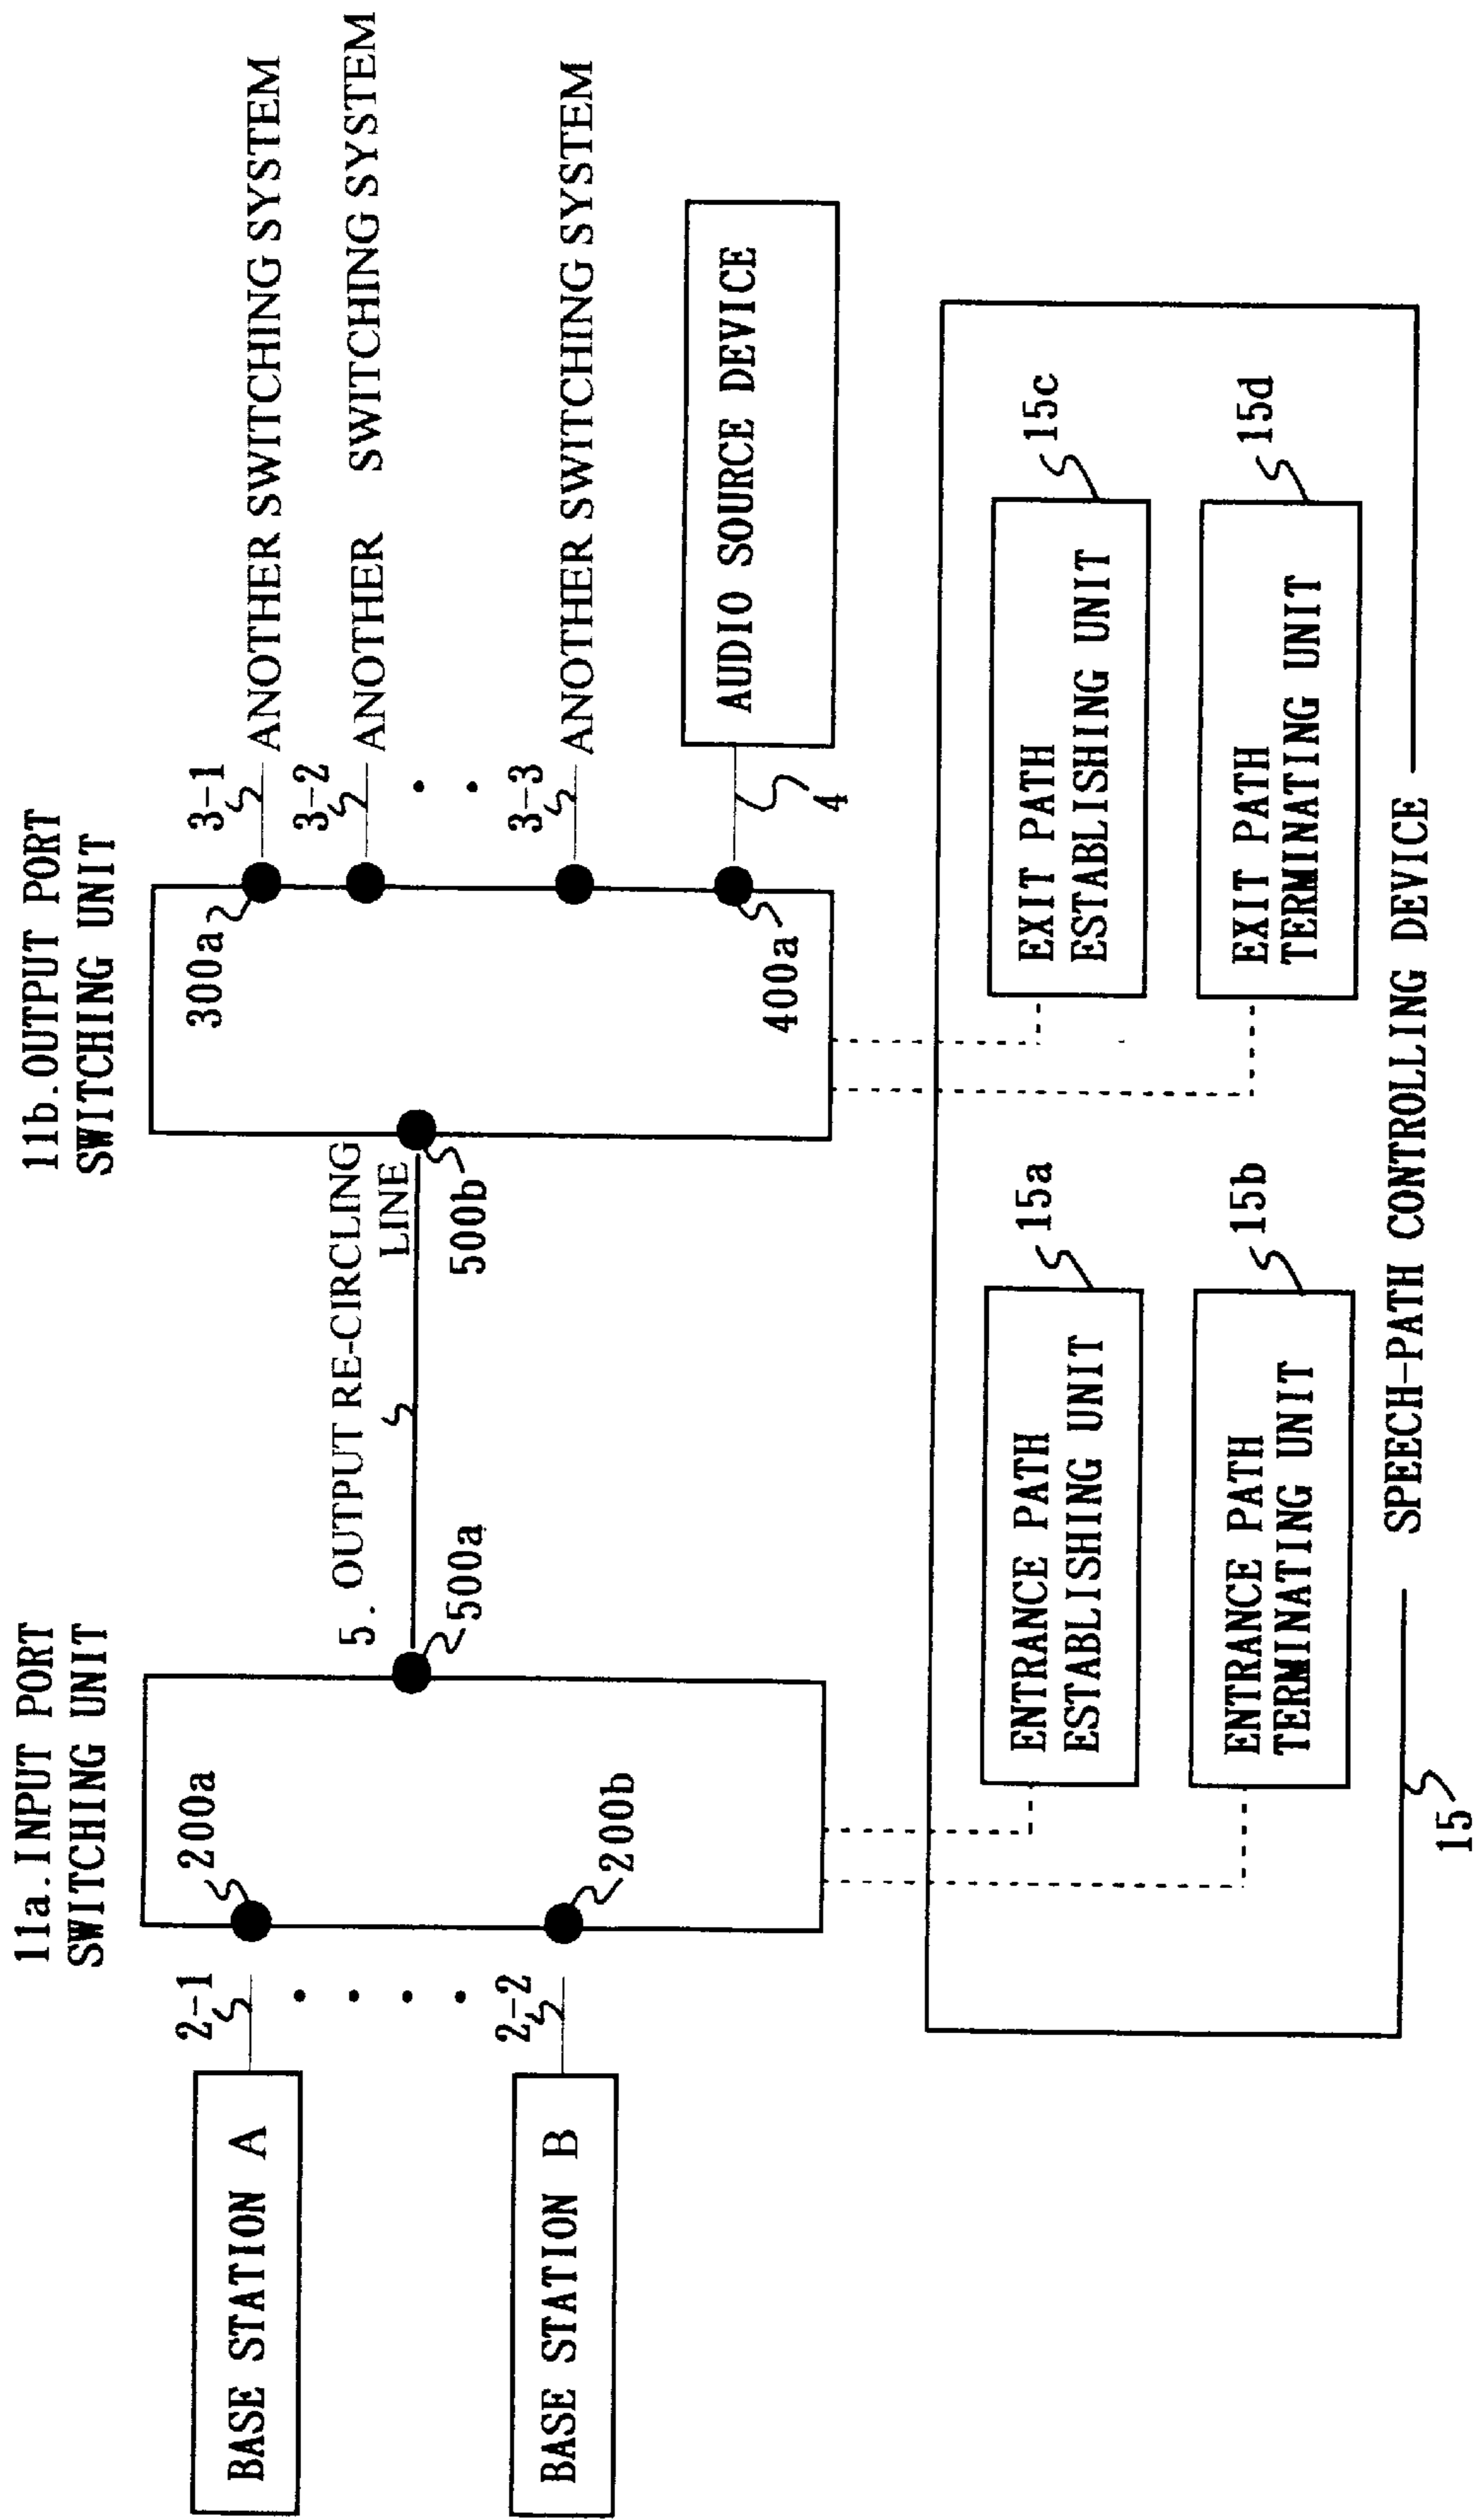 11a.INPUT PORT
SWITCHING UNIT
11b.OUTPUT PORT
SWITCHING UNIT
BASE STATION A
2-1
200a
BASE STATION B
2-2
200b
5. OUTPUT RE-CIRCLING
LINE
500a
500b
300a
400a
3-1
ANOTHER SWITCHING SYSTEM
3-2
ANOTHER SWITCHING SYSTEM
3-3
ANOTHER SWITCHING SYSTEM
AUDIO SOURCE DEVICE
4
ENTRANCE PATH
ESTABLISHING UNIT
15a
ENTRANCE PATH
TERMINATING UNIT
15b
EXIT PATH
ESTABLISHING UNIT
15c
EXIT PATH
TERMINATING UNIT
15d
SPEECH-PATH CONTROLLING DEVICE
15